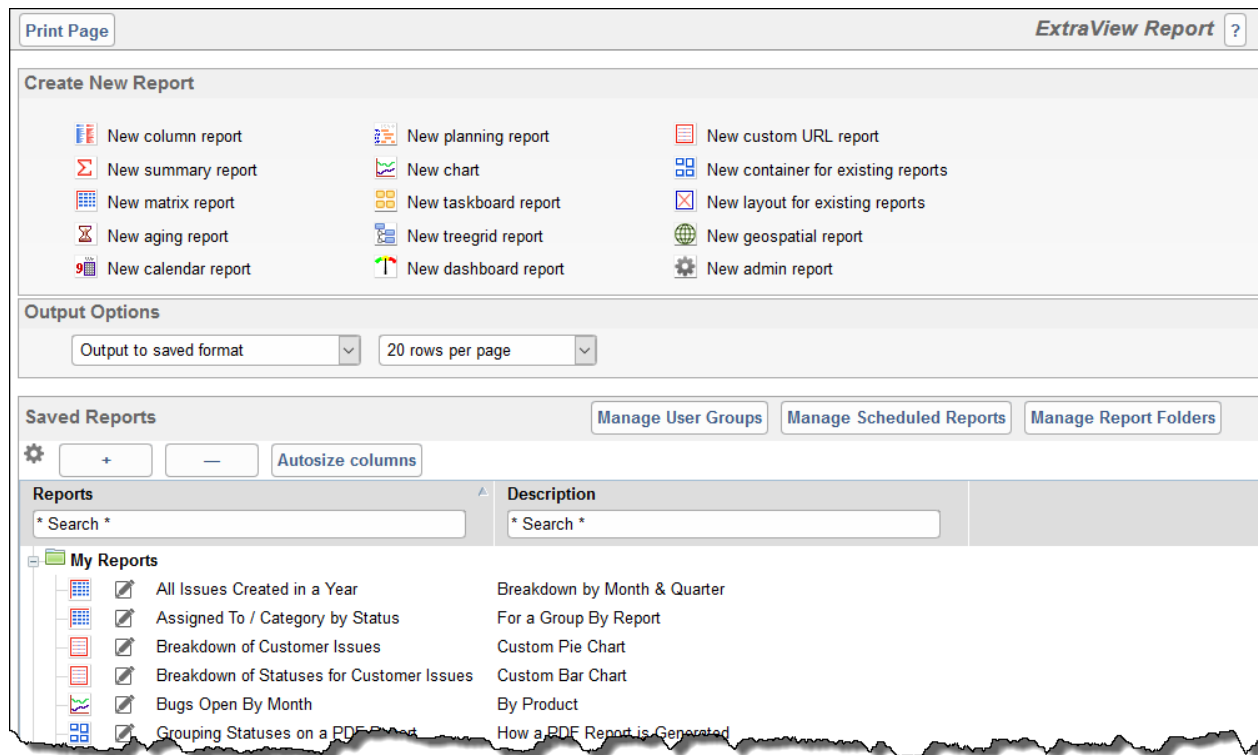 Print Page
ExtraView Report ?
Create New Report
New column report
New planning report
New custom URL report
New summary report
New chart
New container for existing reports
New matrix report
New taskboard report
New layout for existing reports
New aging report
New treegrid report
New geospatial report
New calendar report
New dashboard report
New admin report
Output Options
Output to saved format
20 rows per page
Saved Reports
Manage User Groups
Manage Scheduled Reports
Manage Report Folders
+
—
Autosize columns
Reports
Description
* Search *
* Search *
My Reports
All Issues Created in a Year
Breakdown by Month & Quarter
Assigned To / Category by Status
For a Group By Report
Breakdown of Customer Issues
Custom Pie Chart
Breakdown of Statuses for Customer Issues
Custom Bar Chart
Bugs Open By Month
By Product
Grouping Statuses on a PDF Report
How a PDF Report is Generated